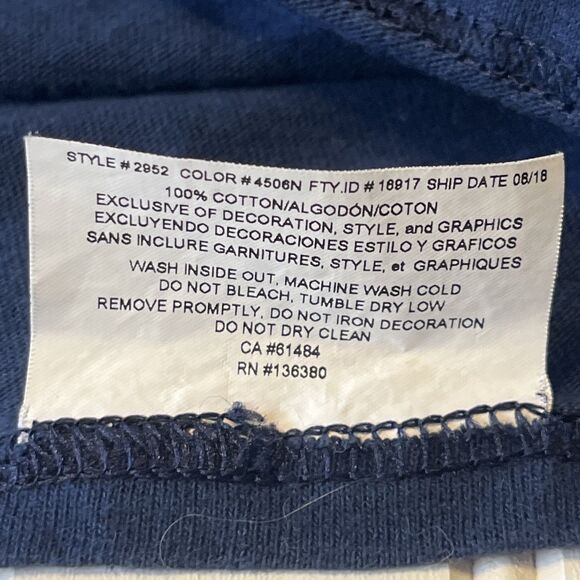 STYLE # 2952 COLOR #4506N FTY.ID # 16917 SHIP DATE 08/18
100% COTTON/ALGODÓN/COTON
EXCLUSIVE OF DECORATION, STYLE, and GRAPHICS
EXCLUYENDO DECORACIONES ESTILO Y GRAFICOS
SANS INCLURE GARNITURES, STYLE, et GRAPHIQUES
WASH INSIDE OUT, MACHINE WASH COLD
DO NOT BLEACH, TUMBLE DRY LOW
REMOVE PROMPTLY, DO NOT IRON DECORATION
DO NOT DRY CLEAN
CA #61484
RN #136380